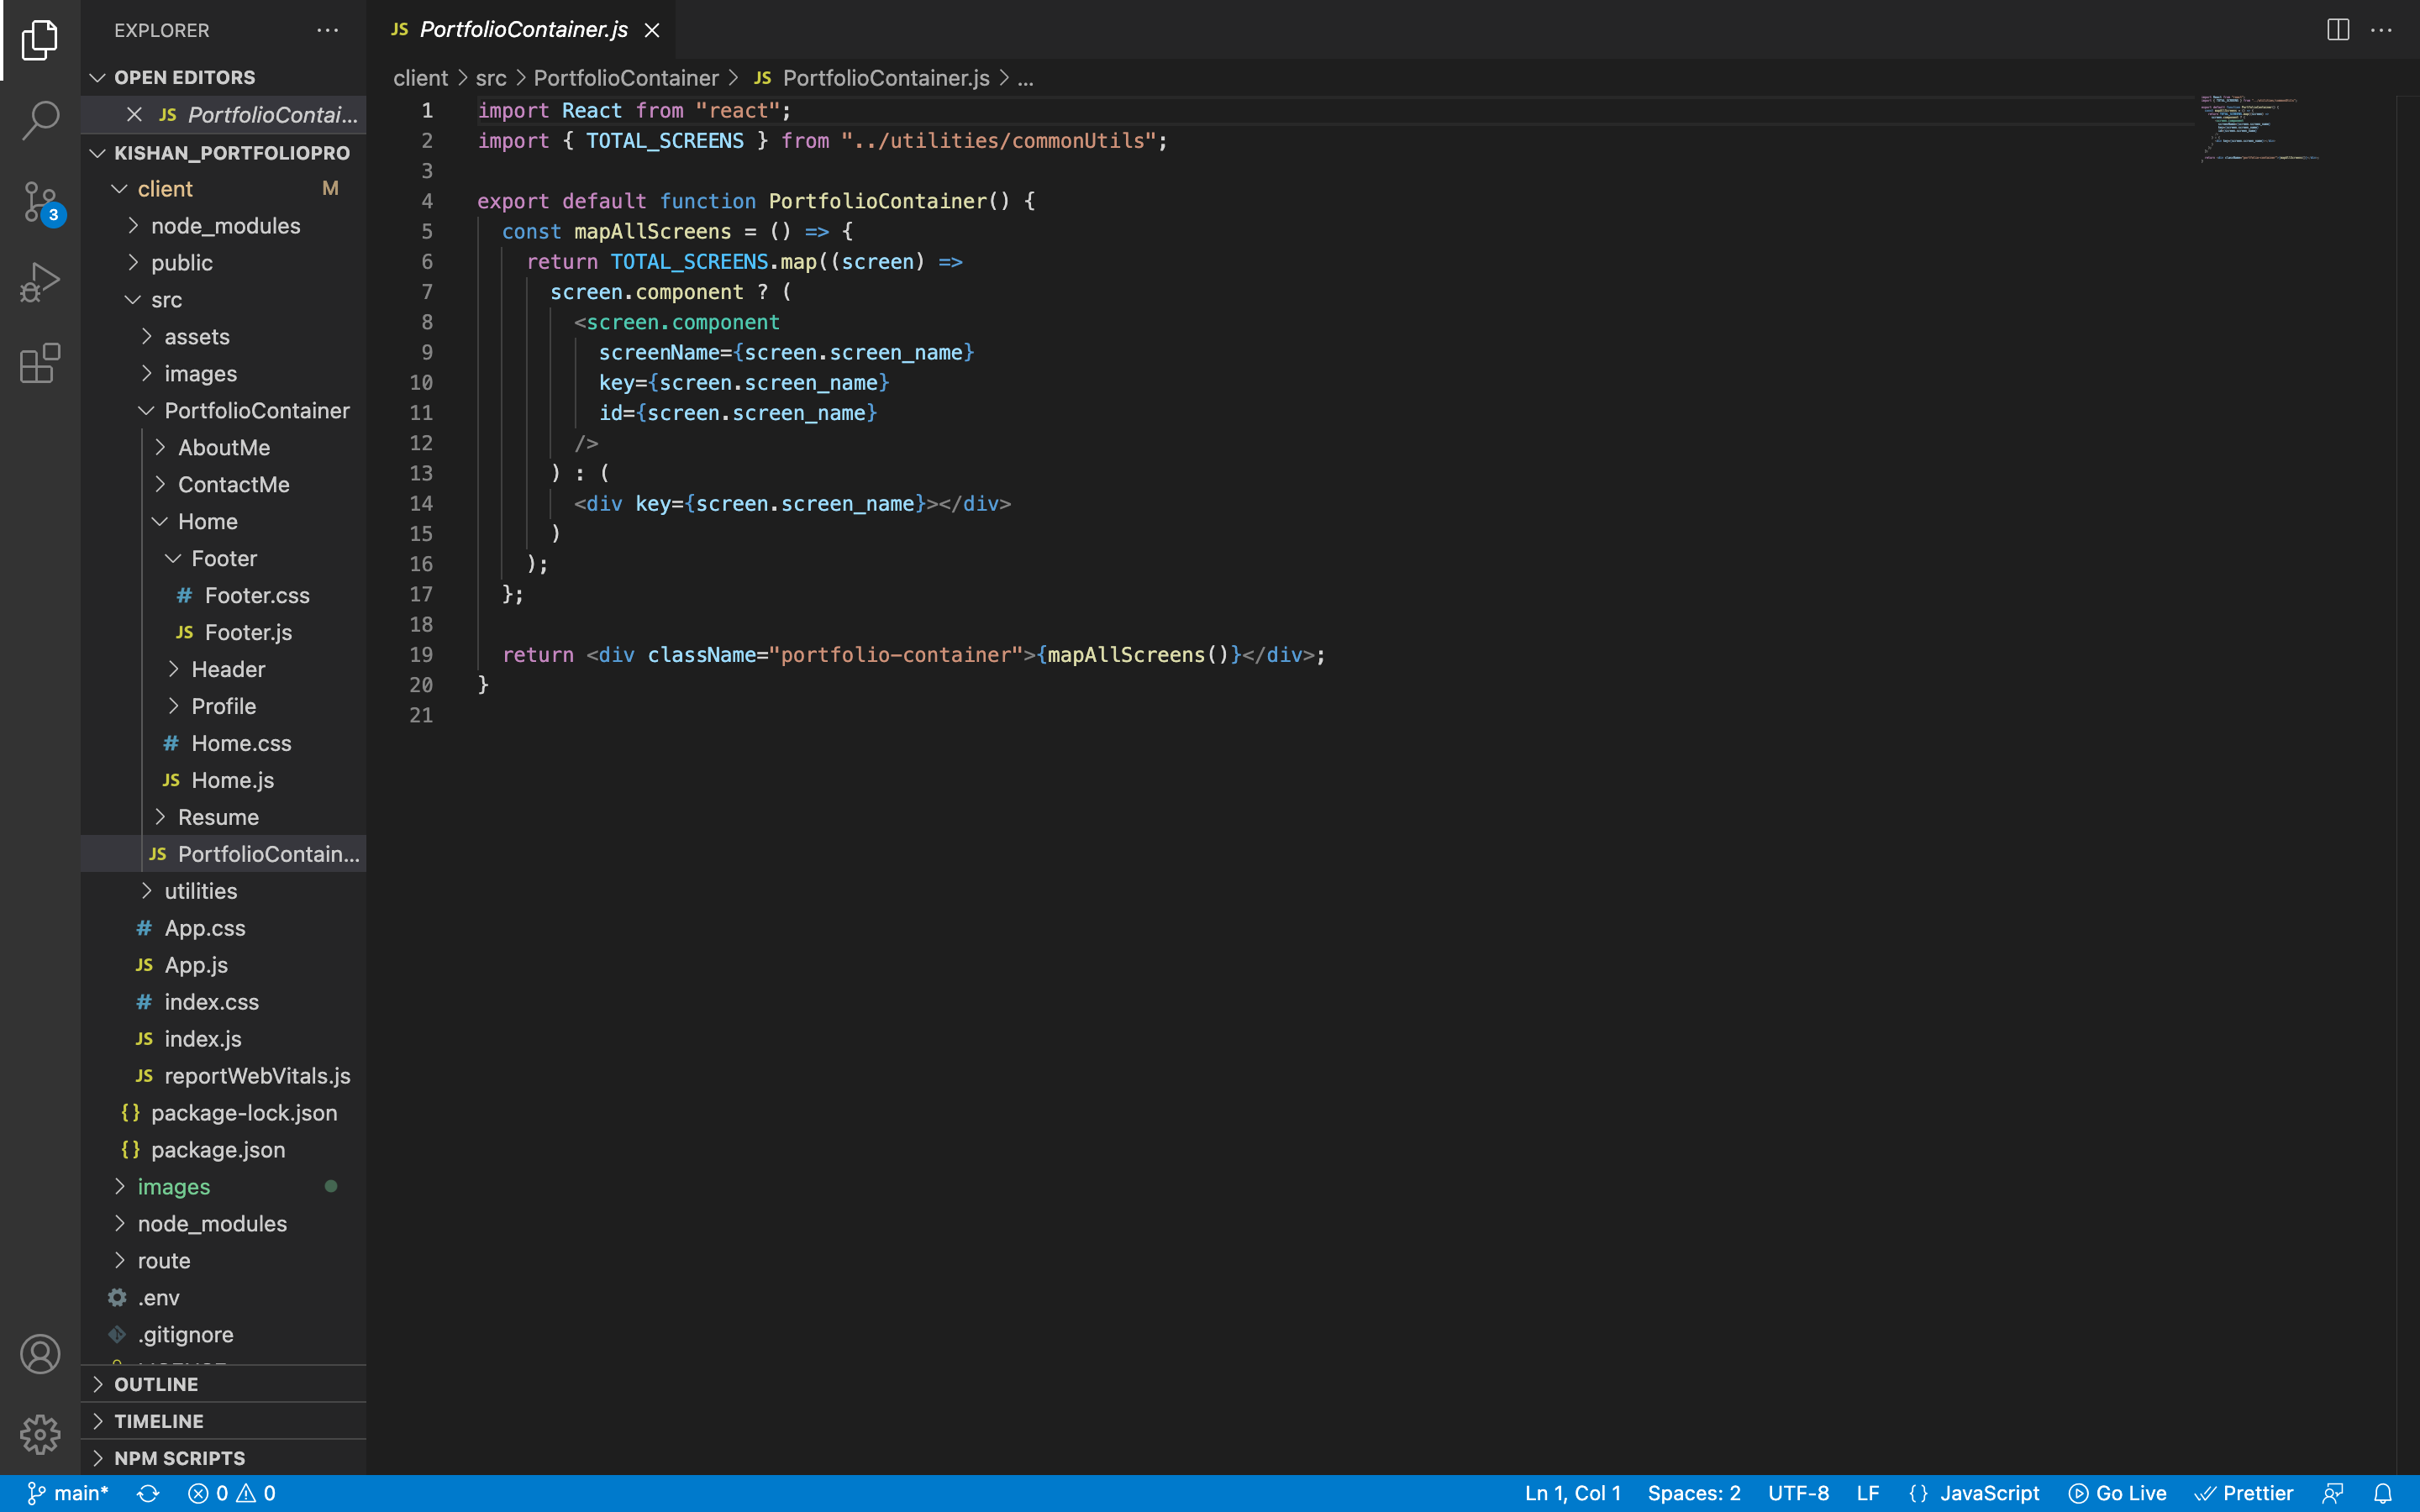 EXPLORER
OPEN EDITORS
JS PortfolioContai...
KISHAN_PORTFOLIOPRO
client M
node_modules
public
src
assets
images
PortfolioContainer
AboutMe
ContactMe
Home
Footer
# Footer.css
JS Footer.js
Header
Profile
# Home.css
JS Home.js
Resume
JS PortfolioContain...
utilities
# App.css
JS App.js
# index.css
JS index.js
JS reportWebVitals.js
{} package-lock.json
{} package.json
images
node_modules
route
.env
.gitignore
OUTLINE
TIMELINE
NPM SCRIPTS
3
JS PortfolioContainer.js
client > src > PortfolioContainer > JS PortfolioContainer.js > ...
1 import React from "react";
2 import { TOTAL_SCREENS } from "../utilities/commonUtils";
3
4 export default function PortfolioContainer() {
5 const mapAllScreens = () => {
6 return TOTAL_SCREENS.map((screen) =>
7 screen.component ? (
8 <screen.component
9 screenName={screen.screen_name}
10 key={screen.screen_name}
11 id={screen.screen_name}
12 />
13 ) : (
14 <div key={screen.screen_name}></div>
15 )
16 );
17 };
18
19 return <div className="portfolio-container">{mapAllScreens()}</div>;
20 }
21
main* 0 0 Ln 1, Col 1 Spaces: 2 UTF-8 LF {} JavaScript Go Live Prettier